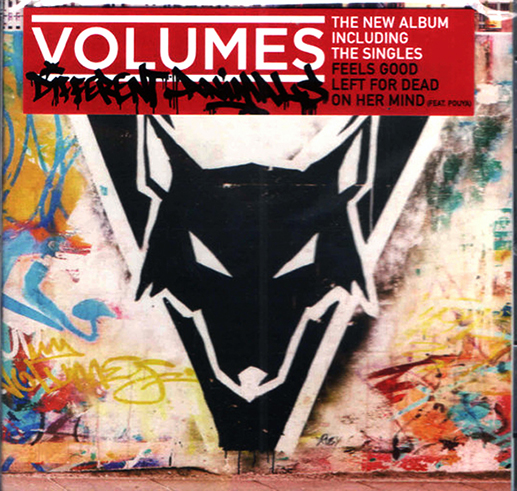 VOLUMES
DIFFERENT ANIMALS
THE NEW ALBUM
INCLUDING
THE SINGLES
FEELS GOOD
LEFT FOR DEAD
ON HER MIND (FEAT. POUYA)
VOLUMES